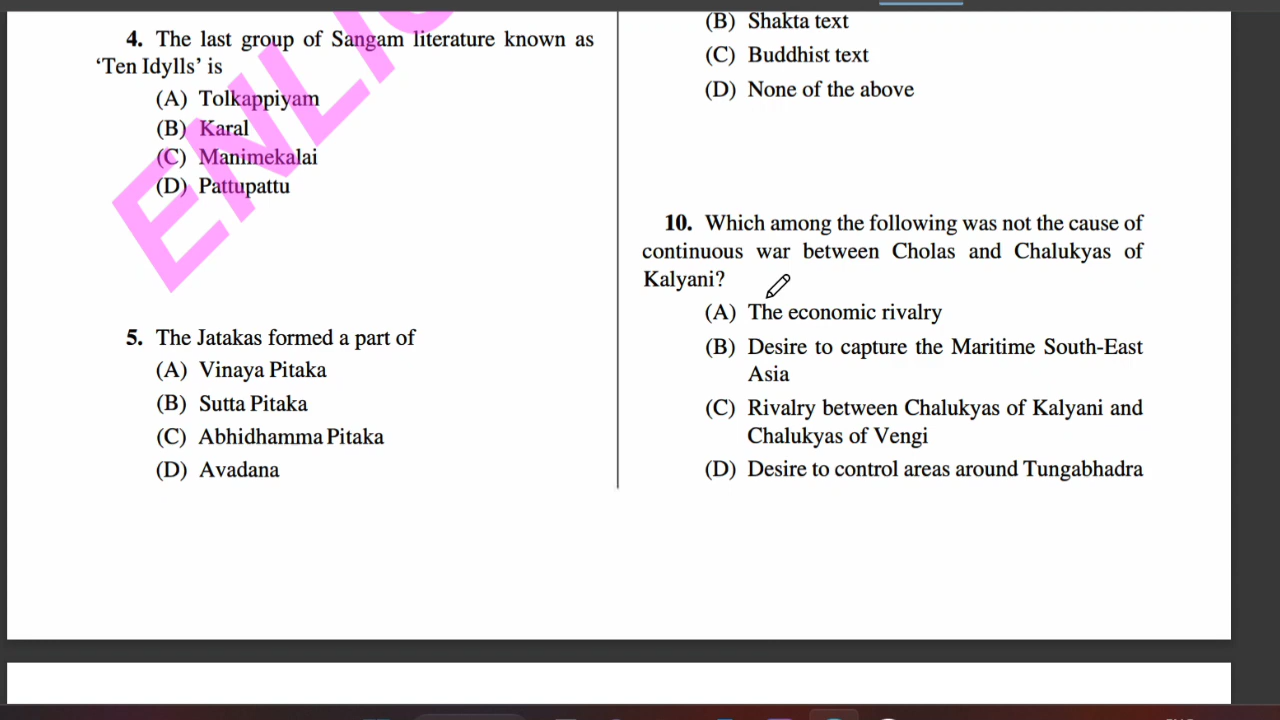 4. The last group of Sangam literature known as
‘Ten Idylls’ is
(A) Tolkappiyam
(B) Karal
(C) Manimekalai
(D) Pattupattu
5. The Jatakas formed a part of
(A) Vinaya Pitaka
(B) Sutta Pitaka
(C) Abhidhamma Pitaka
(D) Avadana
(B) Shakta text
(C) Buddhist text
(D) None of the above
10. Which among the following was not the cause of
continuous war between Cholas and Chalukyas of
Kalyani?
(A) The economic rivalry
(B) Desire to capture the Maritime South-East
Asia
(C) Rivalry between Chalukyas of Kalyani and
Chalukyas of Vengi
(D) Desire to control areas around Tungabhadra